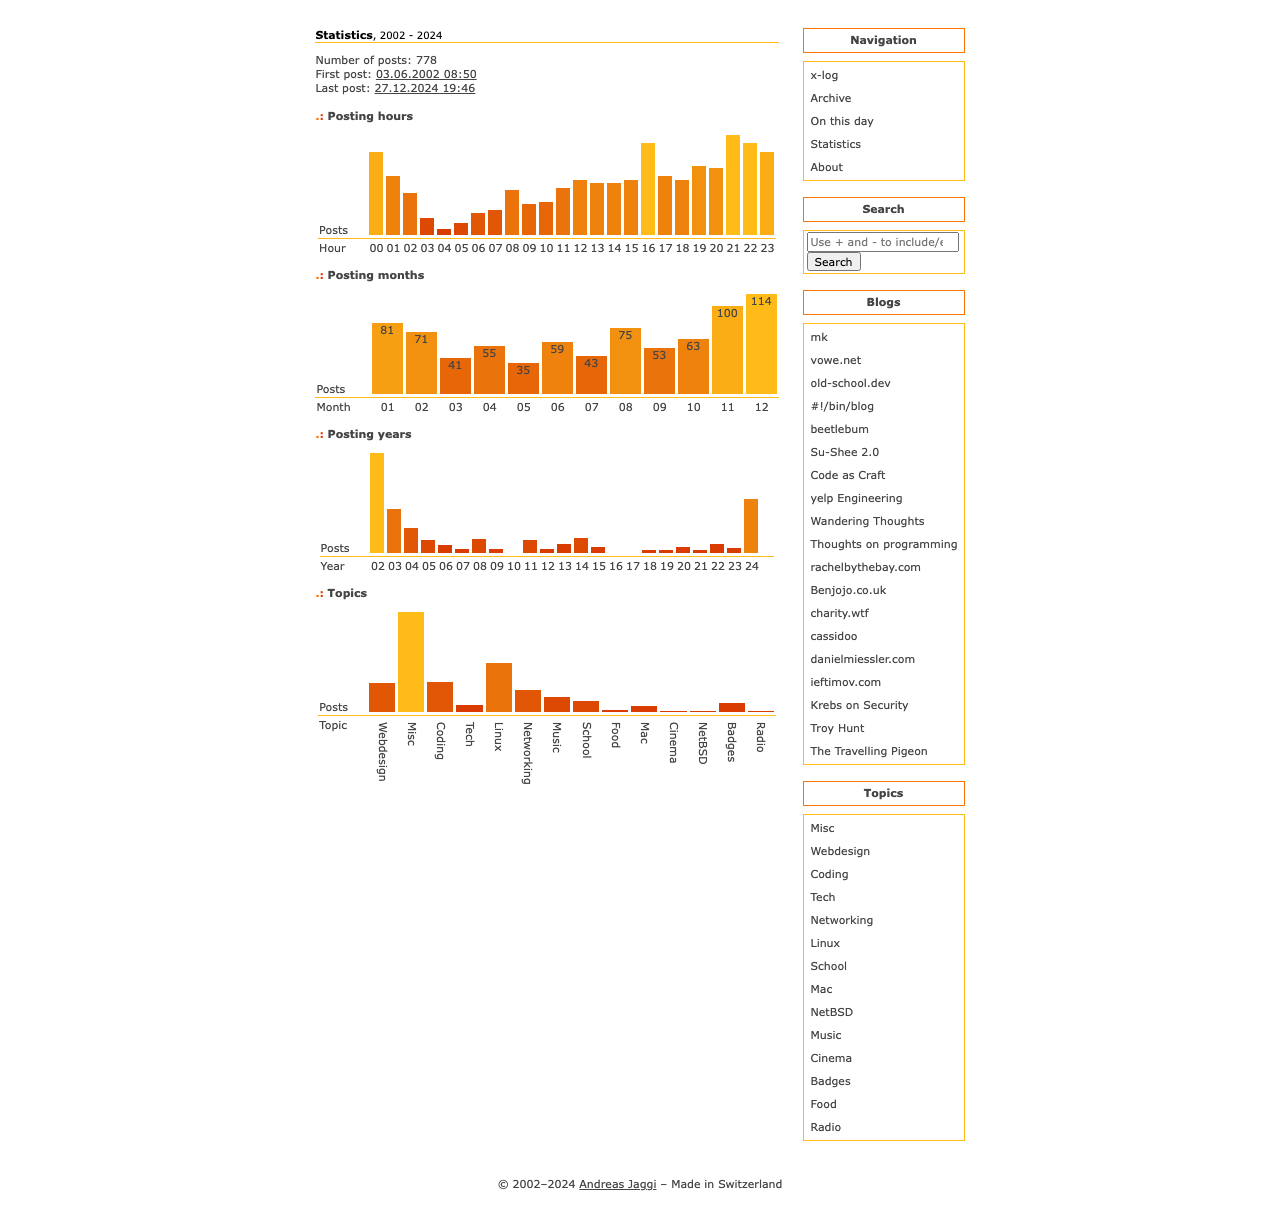 Statistics, 2002 - 2024
Number of posts: 778
First post: 03.06.2002 08:50
Last post: 27.12.2024 19:46
.: Posting hours
Posts
Hour 00 01 02 03 04 05 06 07 08 09 10 11 12 13 14 15 16 17 18 19 20 21 22 23
.: Posting months
81 71 41 55 35 59 43 75 53 63 100 114
Posts
Month 01 02 03 04 05 06 07 08 09 10 11 12
.: Posting years
Posts
Year 02 03 04 05 06 07 08 09 10 11 12 13 14 15 16 17 18 19 20 21 22 23 24
.: Topics
Posts
Topic Webdesign Misc Coding Tech Linux Networking Music School Food Mac Cinema NetBSD Badges Radio
Navigation
x-log
Archive
On this day
Statistics
About
Search
Use + and - to include/e
Search
Blogs
mk
vowe.net
old-school.dev
#!/bin/blog
beetlebum
Su-Shee 2.0
Code as Craft
yelp Engineering
Wandering Thoughts
Thoughts on programming
rachelbythebay.com
Benjojo.co.uk
charity.wtf
cassidoo
danielmiessler.com
ieftimov.com
Krebs on Security
Troy Hunt
The Travelling Pigeon
Topics
Misc
Webdesign
Coding
Tech
Networking
Linux
School
Mac
NetBSD
Music
Cinema
Badges
Food
Radio
© 2002–2024 Andreas Jaggi – Made in Switzerland